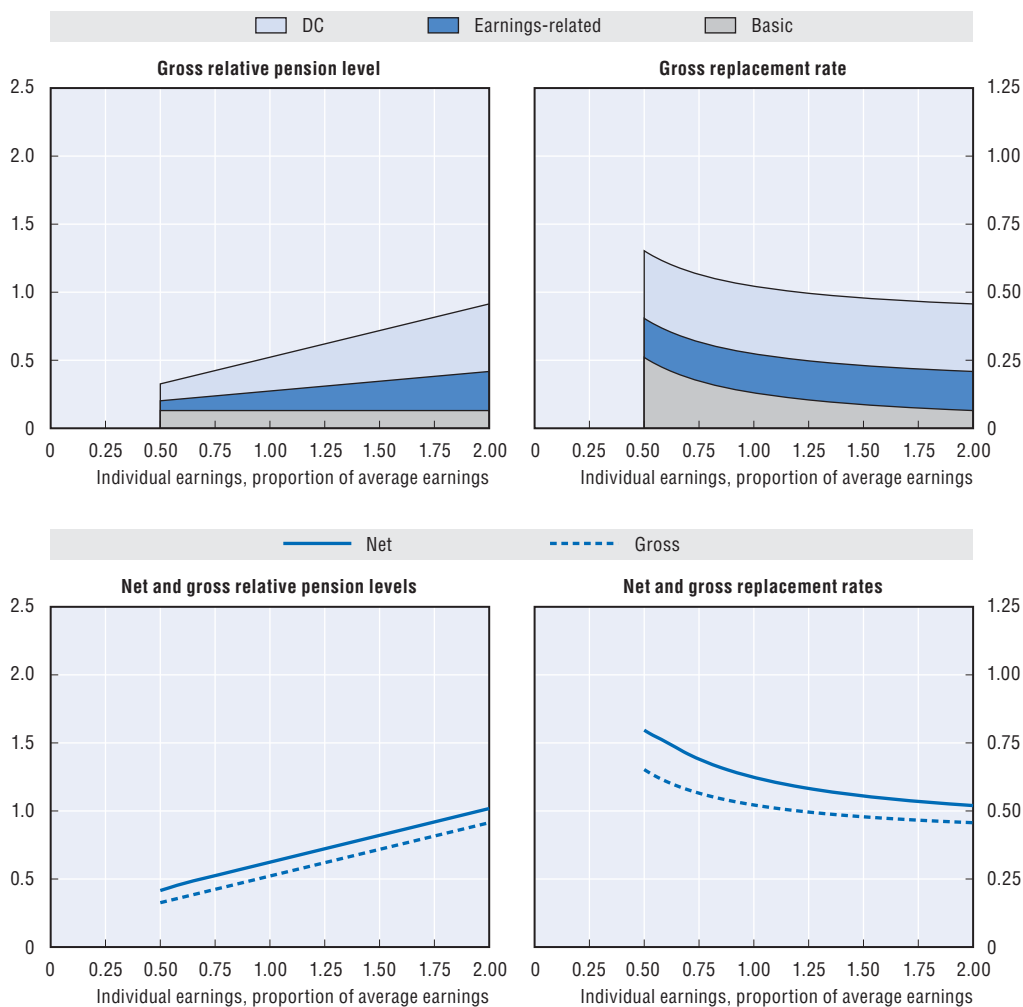 DC Earnings-related Basic
Gross relative pension level
2.5
2.0
1.5
1.0
0.5
0
0 0.25 0.50 0.75 1.00 1.25 1.50 1.75 2.00
Individual earnings, proportion of average earnings
Gross replacement rate
1.25
1.00
0.75
0.50
0.25
0
0 0.25 0.50 0.75 1.00 1.25 1.50 1.75 2.00
Individual earnings, proportion of average earnings
Net Gross
Net and gross relative pension levels
2.5
2.0
1.5
1.0
0.5
0
0 0.25 0.50 0.75 1.00 1.25 1.50 1.75 2.00
Individual earnings, proportion of average earnings
Net and gross replacement rates
1.25
1.00
0.75
0.50
0.25
0
0 0.25 0.50 0.75 1.00 1.25 1.50 1.75 2.00
Individual earnings, proportion of average earnings